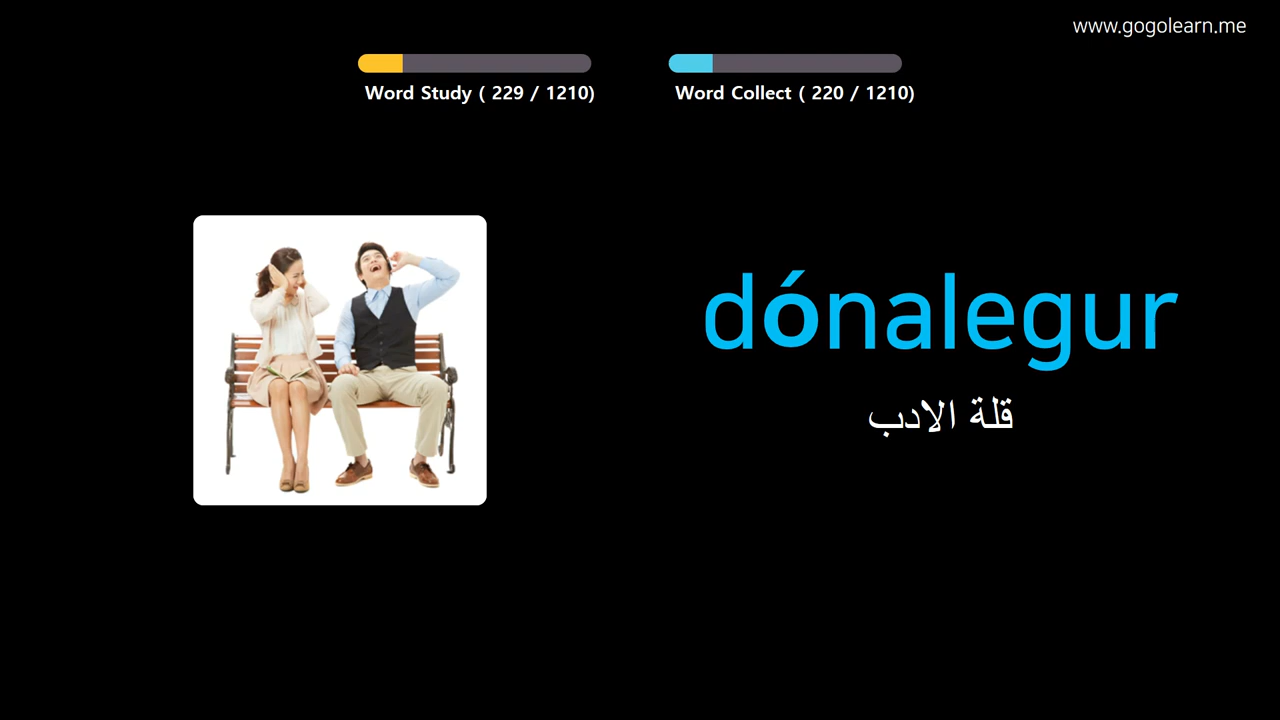 www.gogolearn.me
Word Study ( 229 / 1210)
Word Collect ( 220 / 1210)
dónalegur
قلة الادب